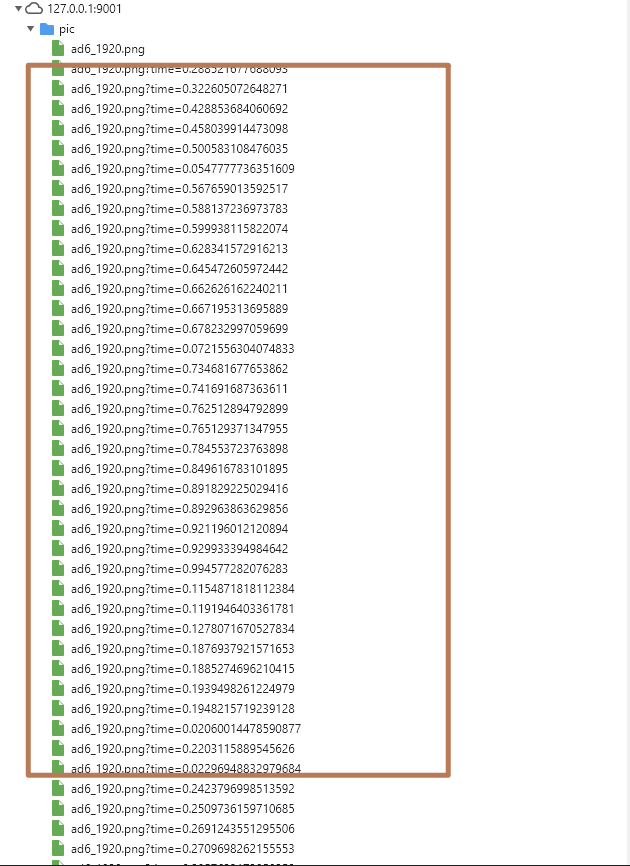 127.0.0.1:9001
pic
ad6_1920.png
ad6_1920.png?time=0.288521677688093
ad6_1920.png?time=0.322605072648271
ad6_1920.png?time=0.428853684060692
ad6_1920.png?time=0.458039914473098
ad6_1920.png?time=0.500583108476035
ad6_1920.png?time=0.0547777736351609
ad6_1920.png?time=0.567659013592517
ad6_1920.png?time=0.588137236973783
ad6_1920.png?time=0.599938115822074
ad6_1920.png?time=0.628341572916213
ad6_1920.png?time=0.645472605972442
ad6_1920.png?time=0.662626162240211
ad6_1920.png?time=0.667195313695889
ad6_1920.png?time=0.678232997059699
ad6_1920.png?time=0.0721556304074833
ad6_1920.png?time=0.734681677653862
ad6_1920.png?time=0.741691687363611
ad6_1920.png?time=0.762512894792899
ad6_1920.png?time=0.765129371347955
ad6_1920.png?time=0.784553723763898
ad6_1920.png?time=0.849616783101895
ad6_1920.png?time=0.891829225029416
ad6_1920.png?time=0.892963863629856
ad6_1920.png?time=0.921196012120894
ad6_1920.png?time=0.929933394984642
ad6_1920.png?time=0.994577282076283
ad6_1920.png?time=0.1154871818112384
ad6_1920.png?time=0.1191946403361781
ad6_1920.png?time=0.1278071670527834
ad6_1920.png?time=0.1876937921571653
ad6_1920.png?time=0.1885274696210415
ad6_1920.png?time=0.1939498261224979
ad6_1920.png?time=0.1948215719239128
ad6_1920.png?time=0.02060014478590877
ad6_1920.png?time=0.2203115889545626
ad6_1920.png?time=0.02296948832979684
ad6_1920.png?time=0.2423796998513592
ad6_1920.png?time=0.2509736159710685
ad6_1920.png?time=0.2691243551295506
ad6_1920.png?time=0.2709698262155553